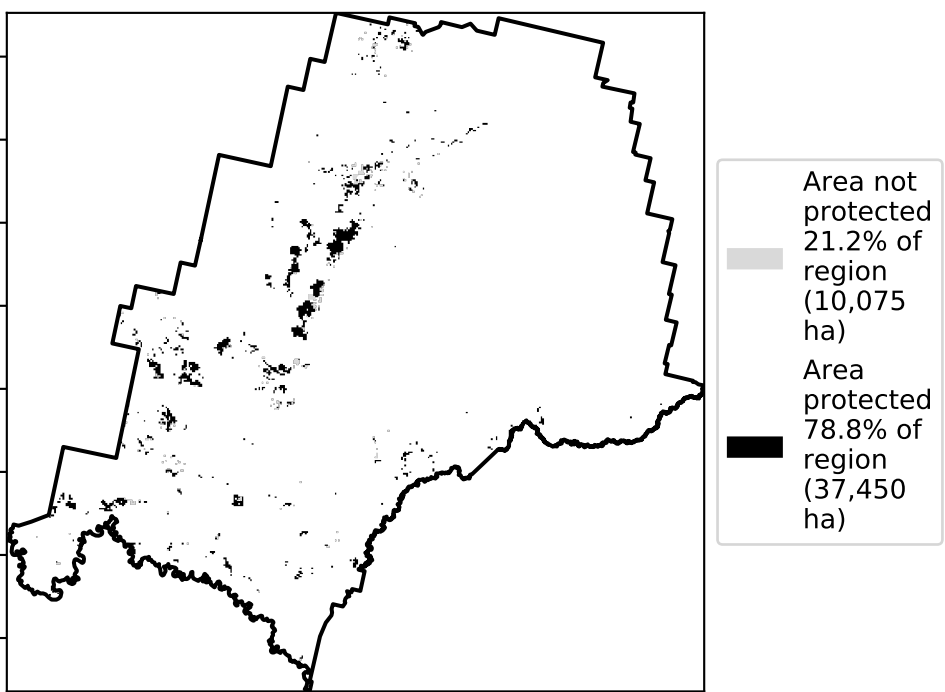 Area not
protected
21.2% of
region
(10,075
ha)
Area
protected
78.8% of
region
(37,450
ha)